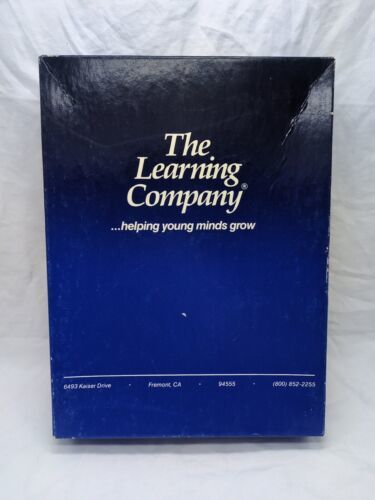 The
Learning
Company®
...helping young minds grow
6493 Kaiser Drive • Fremont, CA • 94555 • (800) 852-2255